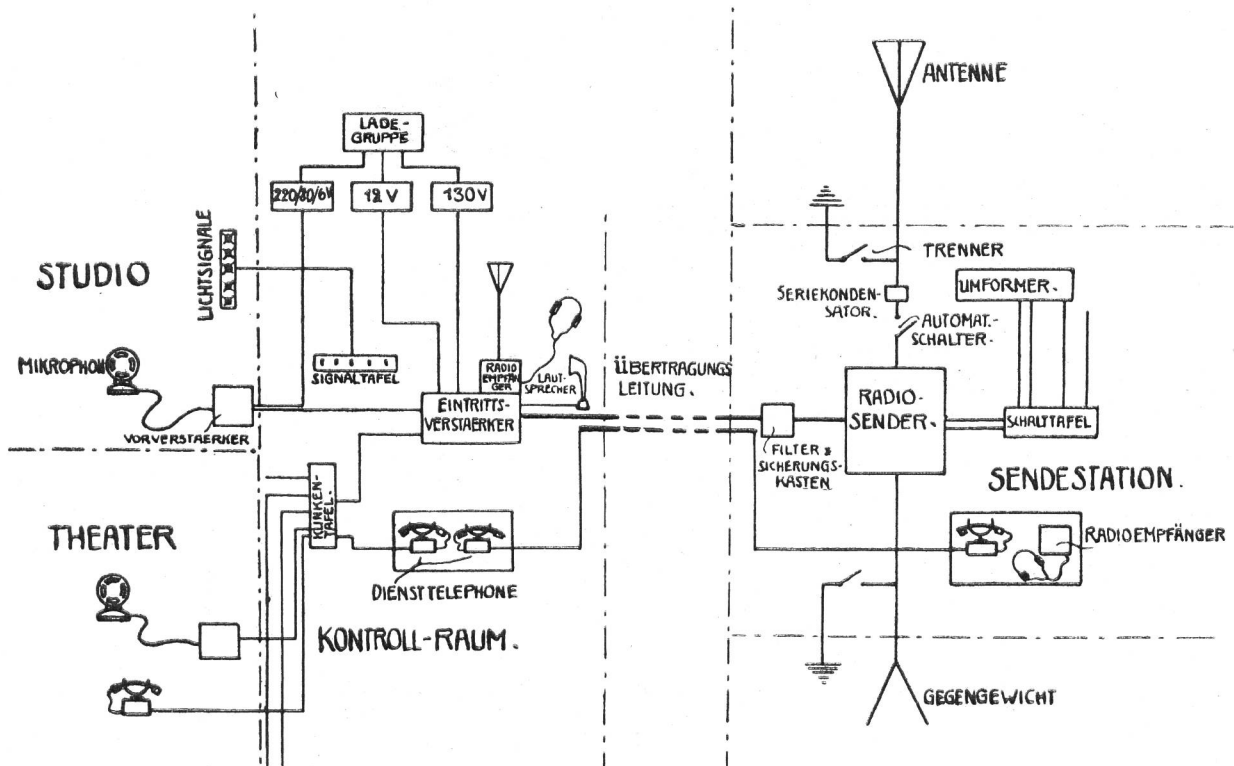 ANTENNE
LADE-
GRUPPE
220/80/6V
12 V
130V
LICHTSIGNALE
STUDIO
TRENNER
SERIEKONDEN-
SATOR.
UMFORMER.
AUTOMAT.-
SCHALTER.
MIKROPHON
SIGNALTAFEL
RADIO
EMPFÄN
GER
LAUT-
SPRECHER
ÜBERTRAGUNGS
LEITUNG.
VORVERSTAERKER
EINTRITTS-
VERSTAERKER
RADIO-
SENDER.
SCHALTTAFEL
FILTER &
SICHERUNGS-
KASTEN
SENDESTATION.
KLINKEN-
TAFEL.
THEATER
DIENSTTELEPHONE
RADIOEMPFÄNGER
KONTROLL-RAUM.
GEGENGEWICHT